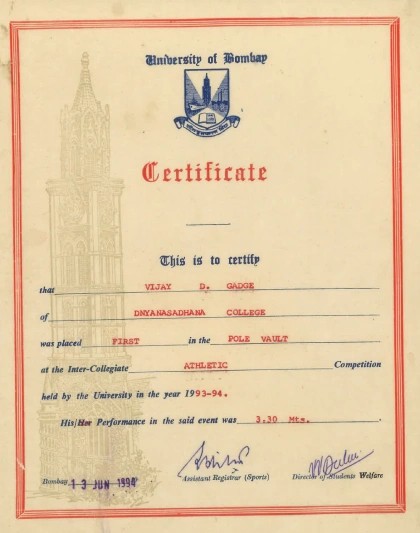 University of Bombay
Certificate
This is to certify
that VIJAY D. GADGE
of DNYANASADHANA COLLEGE
was placed FIRST in the POLE VAULT
at the Inter-Collegiate ATHLETIC Competition
held by the University in the year 1993-94.
His/Her Performance in the said event was 3.30 Mts.
Bombay 13 JUN 1994
Assistant Registrar (Sports)
Director of Students Welfare